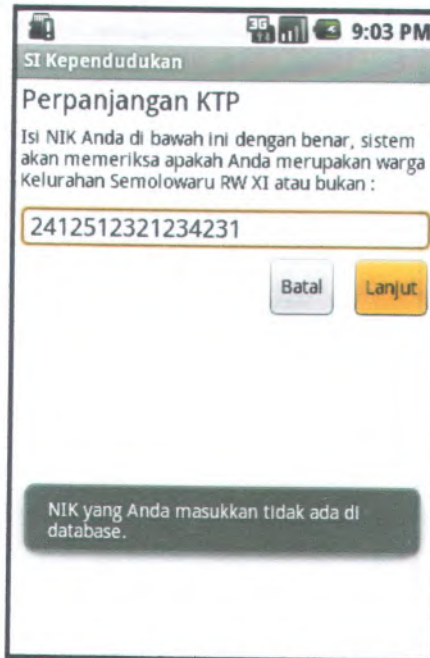 3G
9:03 PM
SI Kependudukan
Perpanjangan KTP
Isi NIK Anda di bawah ini dengan benar, sistem
akan memeriksa apakah Anda merupakan warga
Kelurahan Semolowaru RW XI atau bukan :
2412512321234231
Batal Lanjut
NIK yang Anda masukkan tidak ada di
database.